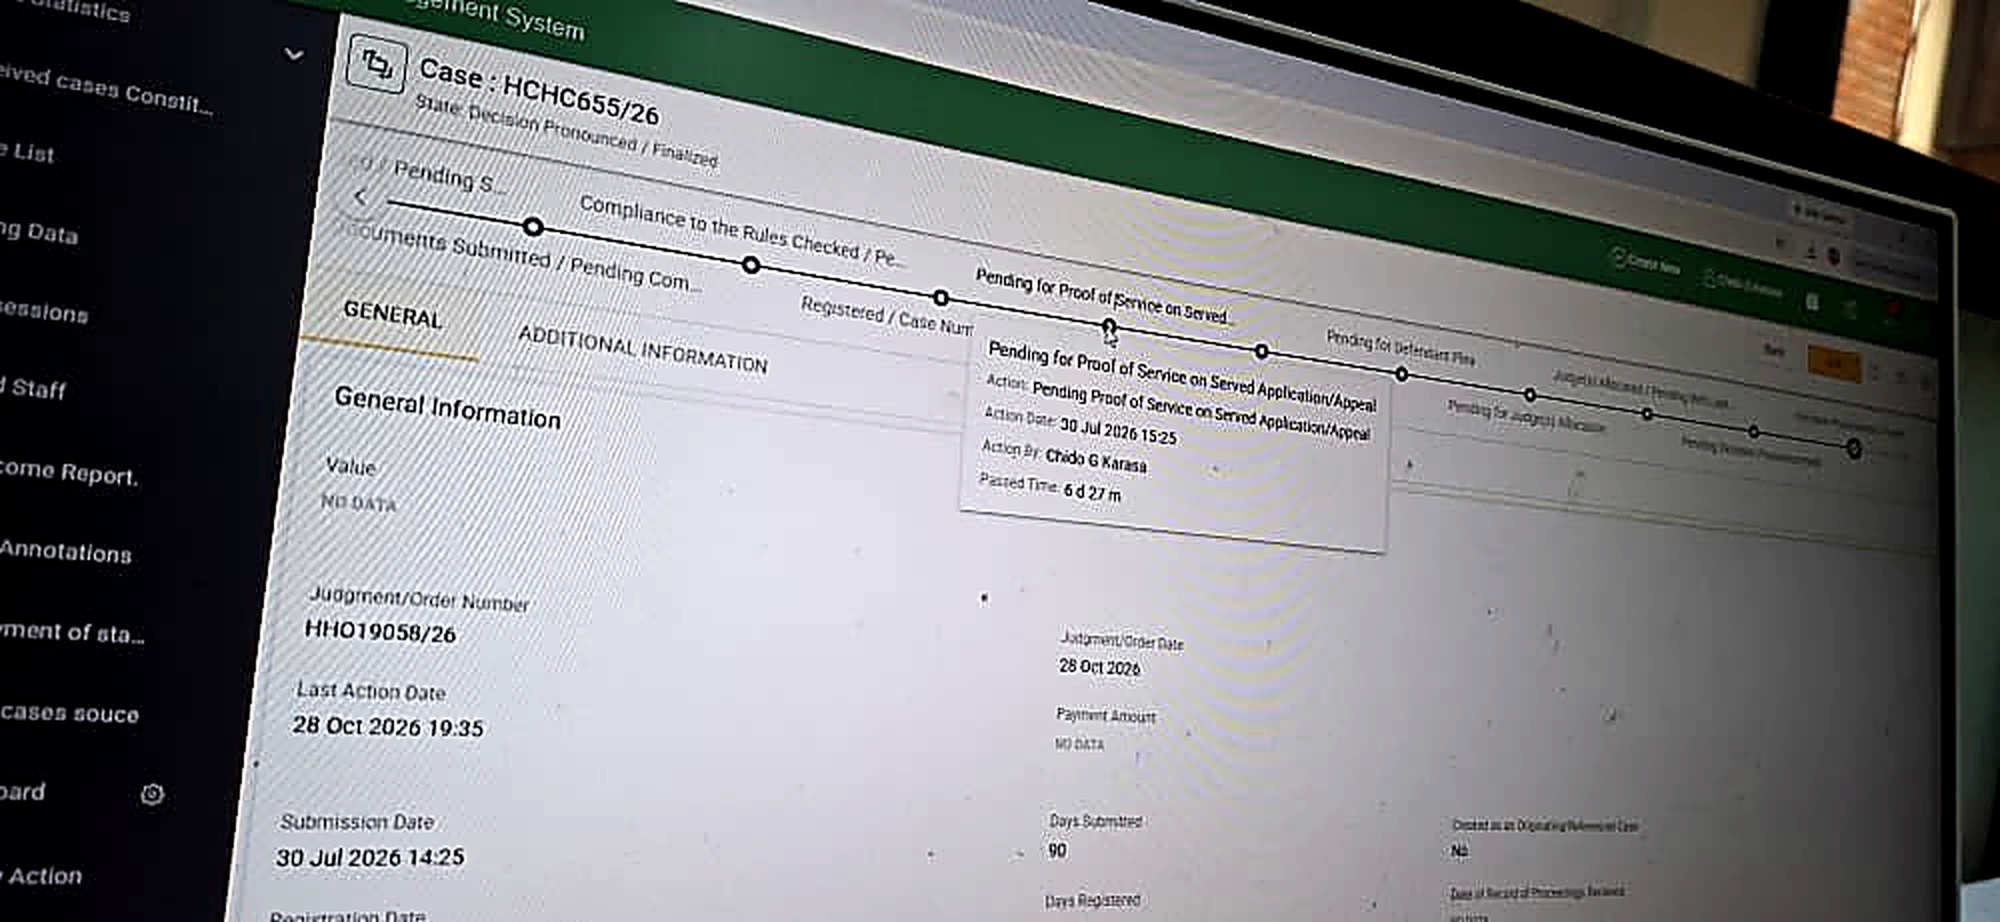 Statistics
gement System
eived cases Constit...
Case : HCHC655/26
State: Decision Pronounced / Finalized
e List
Pending S...
Compliance to the Rules Checked / Pe...
ng Data
ocuments Submitted / Pending Com...
Pending for Proof of Service on Served...
Registered / Case Num
Pending for Defendant Plea
Pending for Judge(s) Allocation
essions
GENERAL
ADDITIONAL INFORMATION
Pending for Proof of Service on Served Application/Appeal
Action: Pending Proof of Service on Served Application/Appeal
Action Date: 30 Jul 2026 15:25
Action By: Chido G Karasa
Passed Time: 6 d 27 m
d Staff
General Information
Value
NO DATA
come Report.
Annotations
Judgment/Order Number
HHO19058/26
Judgment/Order Date
28 Oct 2026
ment of sta...
Last Action Date
28 Oct 2026 19:35
Payment Amount
NO DATA
cases souce
oard
Submission Date
30 Jul 2026 14:25
Days Submitted
90
No
Action
Registration Date
Days Registered